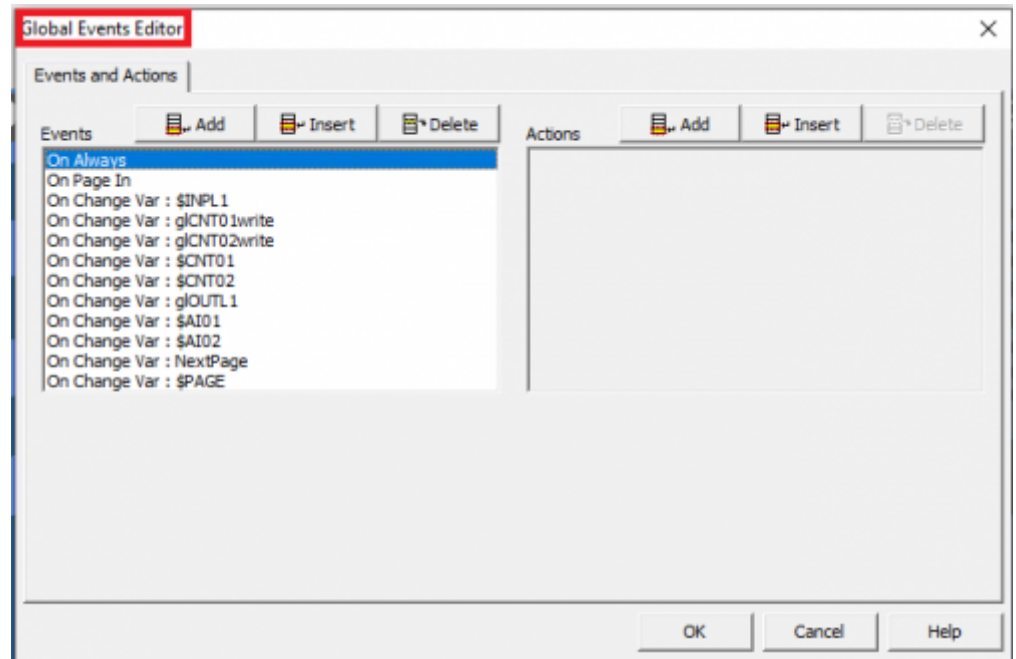 Global Events Editor
Events and Actions
Events Add Insert Delete Actions Add Insert Delete
On Always
On Page In
On Change Var : $INPL1
On Change Var : glCNT01write
On Change Var : glCNT02write
On Change Var : $CNT01
On Change Var : $CNT02
On Change Var : glOUTL1
On Change Var : $AI01
On Change Var : $AI02
On Change Var : NextPage
On Change Var : $PAGE
OK Cancel Help